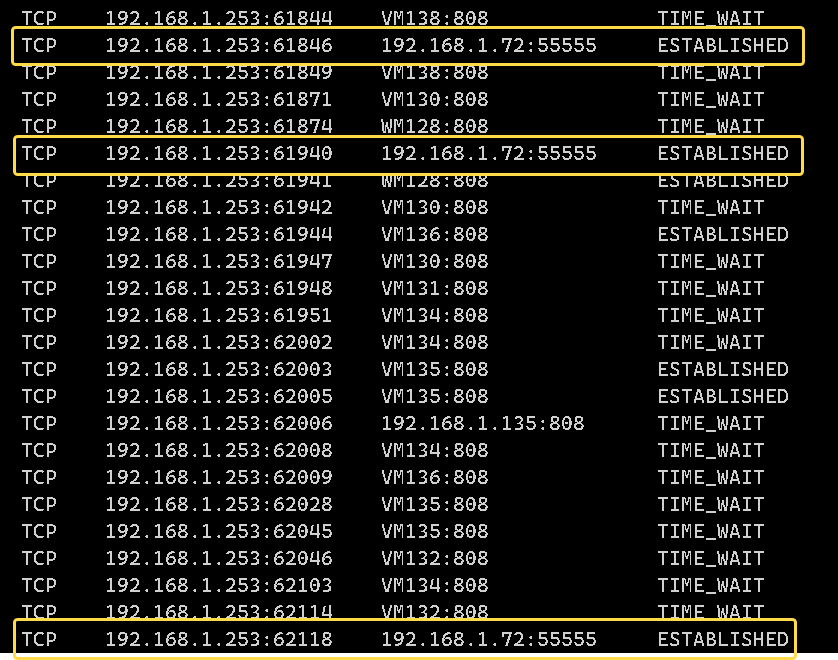 TCP 192.168.1.253:61844 VM138:808 TIME_WAIT
TCP 192.168.1.253:61846 192.168.1.72:55555 ESTABLISHED
TCP 192.168.1.253:61849 VM138:808 TIME_WAIT
TCP 192.168.1.253:61871 VM130:808 TIME_WAIT
TCP 192.168.1.253:61874 WM128:808 TIME_WAIT
TCP 192.168.1.253:61940 192.168.1.72:55555 ESTABLISHED
TCP 192.168.1.253:61941 WM128:808 ESTABLISHED
TCP 192.168.1.253:61942 VM130:808 TIME_WAIT
TCP 192.168.1.253:61944 VM136:808 ESTABLISHED
TCP 192.168.1.253:61947 VM130:808 TIME_WAIT
TCP 192.168.1.253:61948 VM131:808 TIME_WAIT
TCP 192.168.1.253:61951 VM134:808 TIME_WAIT
TCP 192.168.1.253:62002 VM134:808 TIME_WAIT
TCP 192.168.1.253:62003 VM135:808 ESTABLISHED
TCP 192.168.1.253:62005 VM135:808 ESTABLISHED
TCP 192.168.1.253:62006 192.168.1.135:808 TIME_WAIT
TCP 192.168.1.253:62008 VM134:808 TIME_WAIT
TCP 192.168.1.253:62009 VM136:808 TIME_WAIT
TCP 192.168.1.253:62028 VM135:808 TIME_WAIT
TCP 192.168.1.253:62045 VM135:808 TIME_WAIT
TCP 192.168.1.253:62046 VM132:808 TIME_WAIT
TCP 192.168.1.253:62103 VM134:808 TIME_WAIT
TCP 192.168.1.253:62114 VM132:808 TIME_WAIT
TCP 192.168.1.253:62118 192.168.1.72:55555 ESTABLISHED